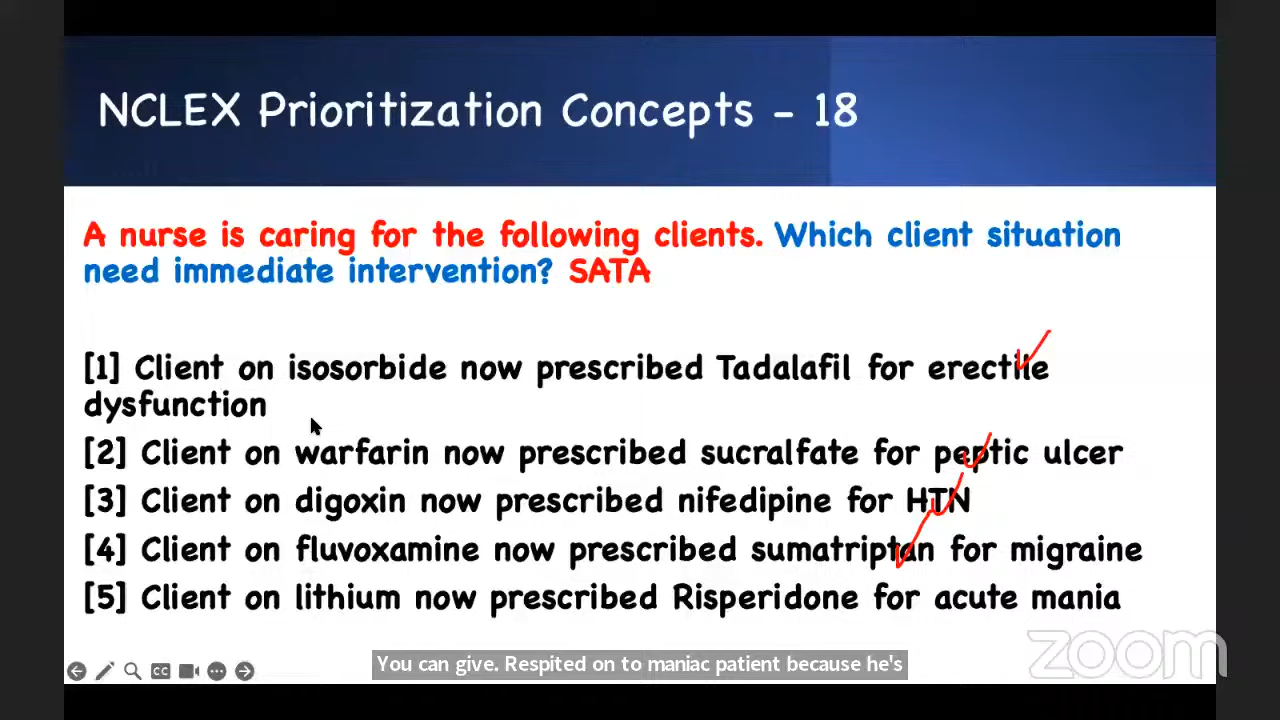 NCLEX Prioritization Concepts - 18
A nurse is caring for the following clients. Which client situation
need immediate intervention? SATA
[1] Client on isosorbide now prescribed Tadalafil for erectile
dysfunction
[2] Client on warfarin now prescribed sucralfate for peptic ulcer
[3] Client on digoxin now prescribed nifedipine for HTN
[4] Client on fluvoxamine now prescribed sumatriptan for migraine
[5] Client on lithium now prescribed Risperidone for acute mania
zoom
CC
You can give. Respited on to maniac patient because he's